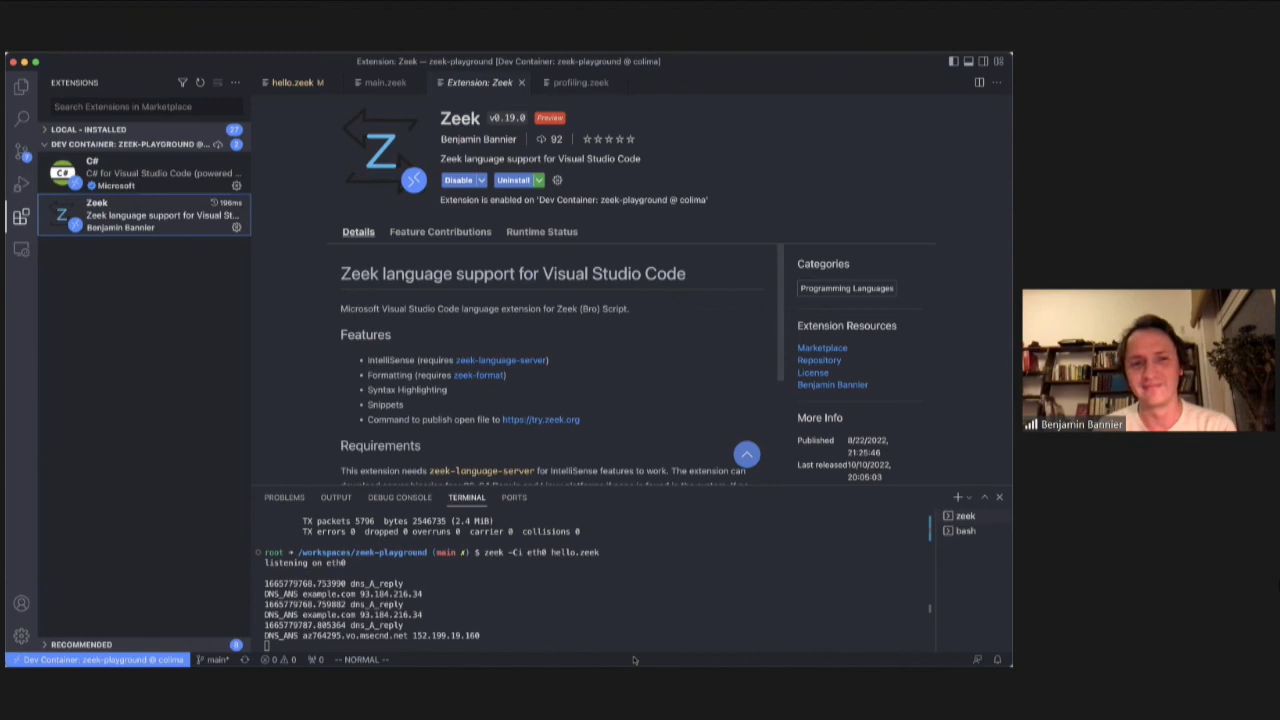 Extension: Zeek — zeek-playground [Dev Container: zeek-playground @ colima]
EXTENSIONS
hello.zeek M
main.zeek
Extension: Zeek
profiling.zeek
Search Extensions in Marketplace
LOCAL - INSTALLED
27
DEV CONTAINER: ZEEK-PLAYGROUND @...
2
C#
C# for Visual Studio Code (powered ...
Microsoft
Zeek
196ms
Zeek language support for Visual St...
Benjamin Bannier
Zeek v0.19.0 Preview
Benjamin Bannier
92
Zeek language support for Visual Studio Code
Disable
Uninstall
Extension is enabled on 'Dev Container: zeek-playground @ colima'
Details
Feature Contributions
Runtime Status
Zeek language support for Visual Studio Code
Microsoft Visual Studio Code language extension for Zeek (Bro) Script.
Features
• IntelliSense (requires zeek-language-server)
• Formatting (requires zeek-format)
• Syntax Highlighting
• Snippets
• Command to publish open file to https://try.zeek.org
Requirements
This extension needs zeek-language-server for IntelliSense features to work. The extension can
Categories
Programming Languages
Extension Resources
Marketplace
Repository
License
Benjamin Bannier
More Info
Published 8/22/2022,
21:25:46
Last released 10/10/2022,
20:05:03
PROBLEMS
OUTPUT
DEBUG CONSOLE
TERMINAL
PORTS
zeek
bash
TX packets 5796 bytes 2546735 (2.4 MiB)
TX errors 0 dropped 0 overruns 0 carrier 0 collisions 0
root → /workspaces/zeek-playground (main ✗) $ zeek -Ci eth0 hello.zeek
listening on eth0
1665779768.753990 dns_A_reply
DNS_ANS example.com 93.184.216.34
1665779768.759882 dns_A_reply
DNS_ANS example.com 93.184.216.34
1665779787.805364 dns_A_reply
DNS_ANS az764295.vo.msecnd.net 152.199.19.160
RECOMMENDED
8
Dev Container: zeek-playground @ colima
main*
0 0
0
-- NORMAL --
Benjamin Bannier